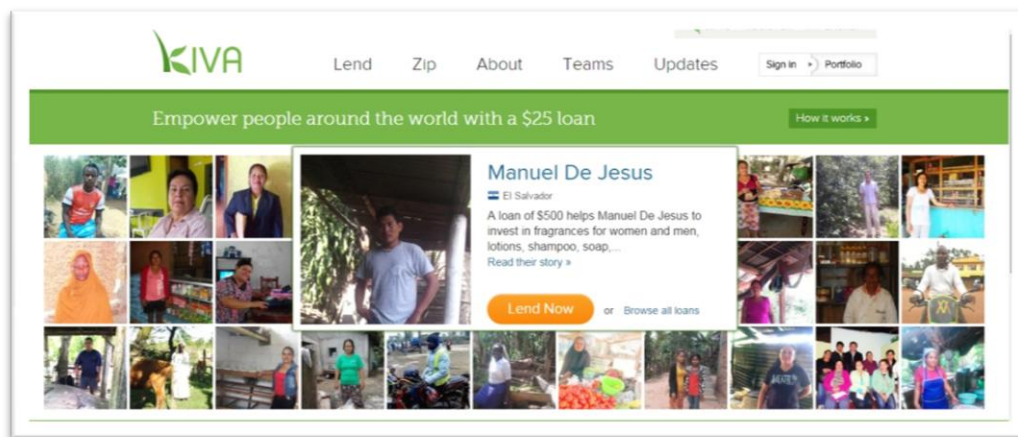 KIVA
Lend Zip About Teams Updates Sign in Portfolio
Empower people around the world with a $25 loan
How it works »
Manuel De Jesus
El Salvador
A loan of $500 helps Manuel De Jesus to
invest in fragrances for women and men,
lotions, shampoo, soap,...
Read their story »
Lend Now or Browse all loans